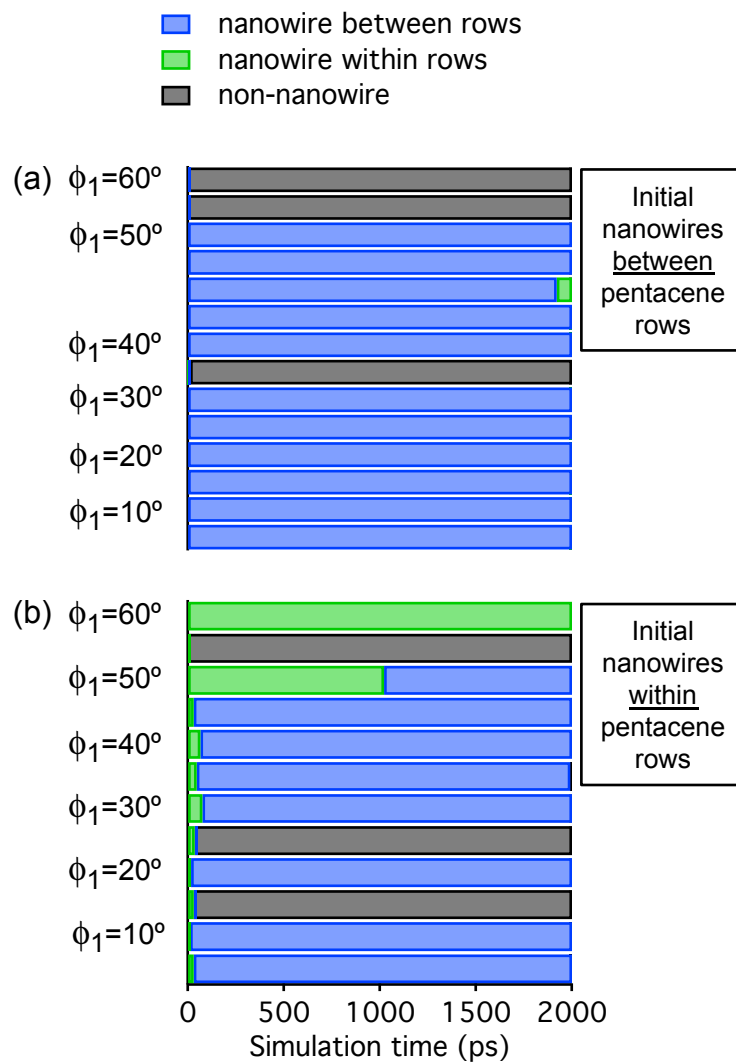 nanowire between rows
nanowire within rows
non-nanowire
(a)
ϕ1=60º
ϕ1=50º
ϕ1=40º
ϕ1=30º
ϕ1=20º
ϕ1=10º
Initial
nanowires
between
pentacene
rows
(b)
ϕ1=60º
ϕ1=50º
ϕ1=40º
ϕ1=30º
ϕ1=20º
ϕ1=10º
Initial
nanowires
within
pentacene
rows
0 500 1000 1500 2000
Simulation time (ps)